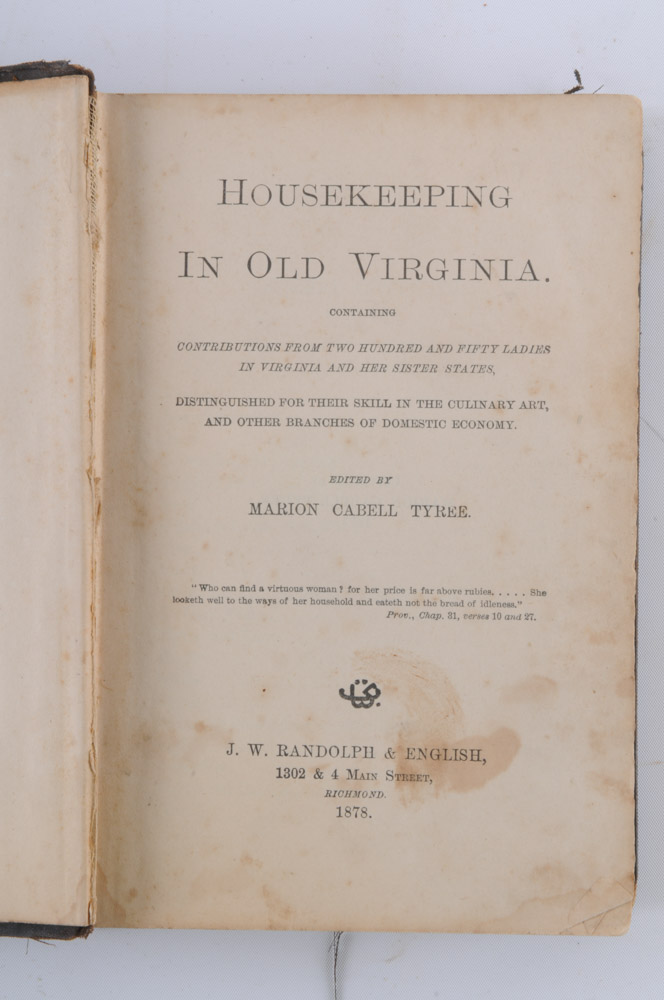 HOUSEKEEPING
IN OLD VIRGINIA.
CONTAINING
CONTRIBUTIONS FROM TWO HUNDRED AND FIFTY LADIES
IN VIRGINIA AND HER SISTER STATES,
DISTINGUISHED FOR THEIR SKILL IN THE CULINARY ART,
AND OTHER BRANCHES OF DOMESTIC ECONOMY.
EDITED BY
MARION CABELL TYREE.
"Who can find a virtuous woman? for her price is far above rubies. . . . . She
looketh well to the ways of her household and eateth not the bread of idleness."
Prov., Chap. 31, verses 10 and 27.
J. W. RANDOLPH & ENGLISH,
1302 & 4 MAIN STREET,
RICHMOND.
1878.